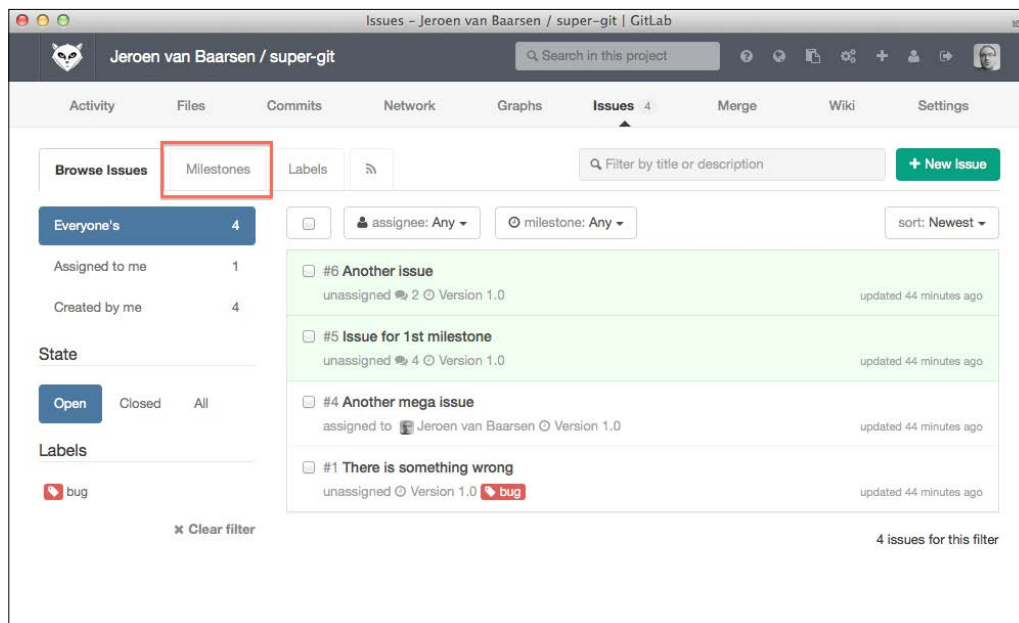 Issues - Jeroen van Baarsen / super-git | GitLab
Jeroen van Baarsen / super-git
Search in this project
Activity Files Commits Network Graphs Issues 4 Merge Wiki Settings
Browse Issues Milestones Labels Filter by title or description + New Issue
Everyone's 4
Assigned to me 1
Created by me 4
State
Open Closed All
Labels
bug
✖ Clear filter
assignee: Any milestone: Any sort: Newest
#6 Another issue
unassigned 2 Version 1.0 updated 44 minutes ago
#5 Issue for 1st milestone
unassigned 4 Version 1.0 updated 44 minutes ago
#4 Another mega issue
assigned to Jeroen van Baarsen Version 1.0 updated 44 minutes ago
#1 There is something wrong
unassigned Version 1.0 bug updated 44 minutes ago
4 issues for this filter